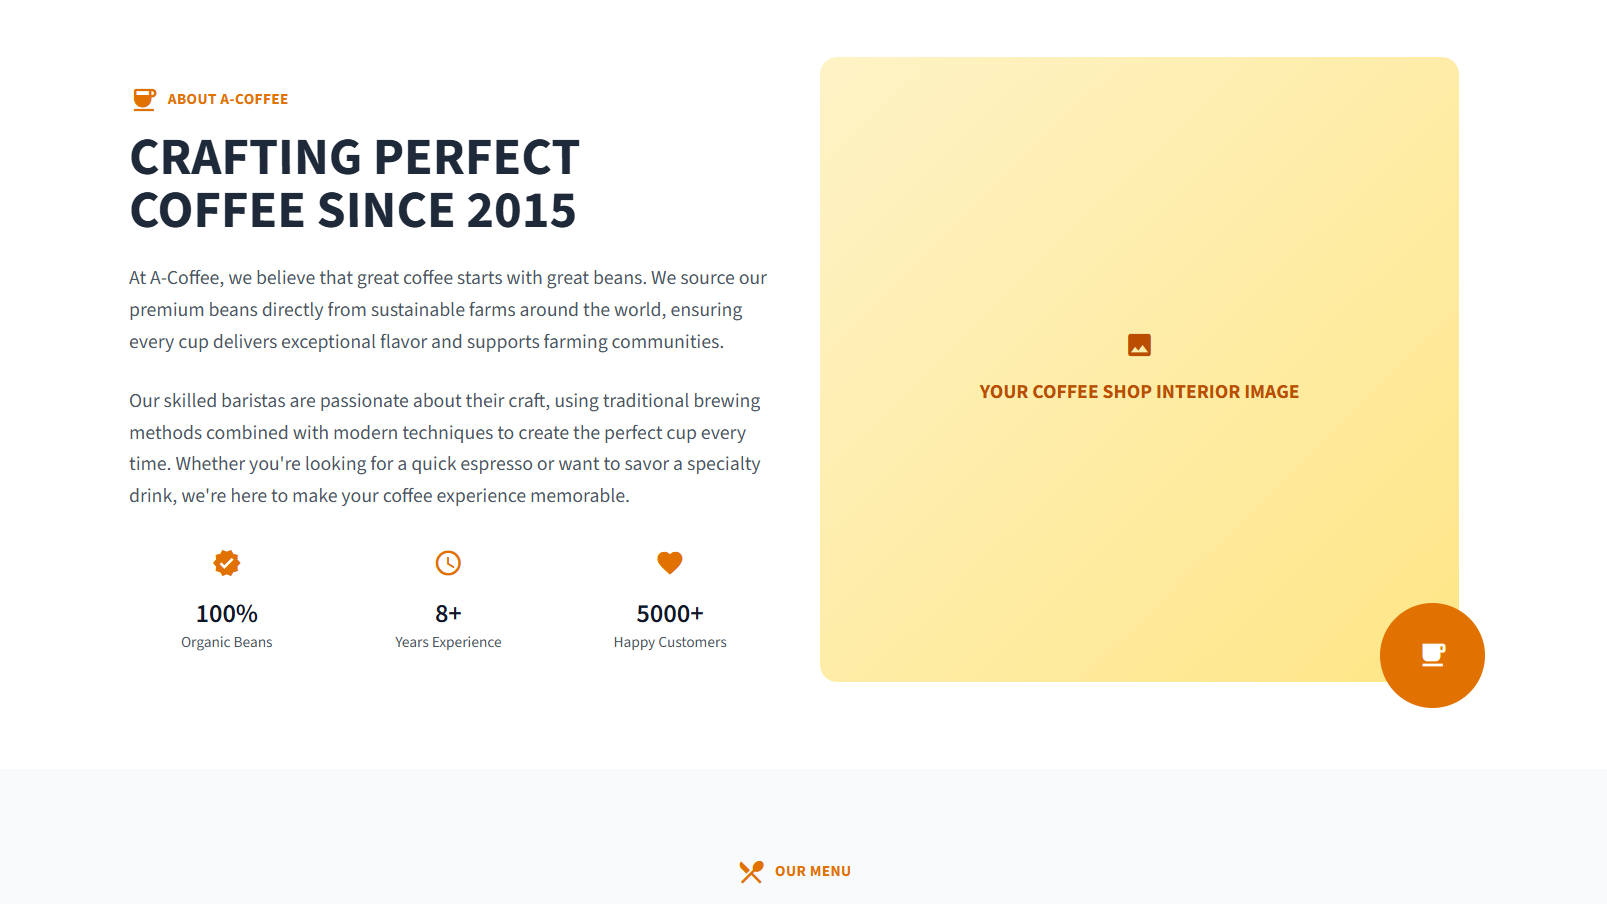 ABOUT A-COFFEE
CRAFTING PERFECT
COFFEE SINCE 2015
At A-Coffee, we believe that great coffee starts with great beans. We source our
premium beans directly from sustainable farms around the world, ensuring
every cup delivers exceptional flavor and supports farming communities.
Our skilled baristas are passionate about their craft, using traditional brewing
methods combined with modern techniques to create the perfect cup every
time. Whether you're looking for a quick espresso or want to savor a specialty
drink, we're here to make your coffee experience memorable.
100%
Organic Beans
8+
Years Experience
5000+
Happy Customers
YOUR COFFEE SHOP INTERIOR IMAGE
OUR MENU